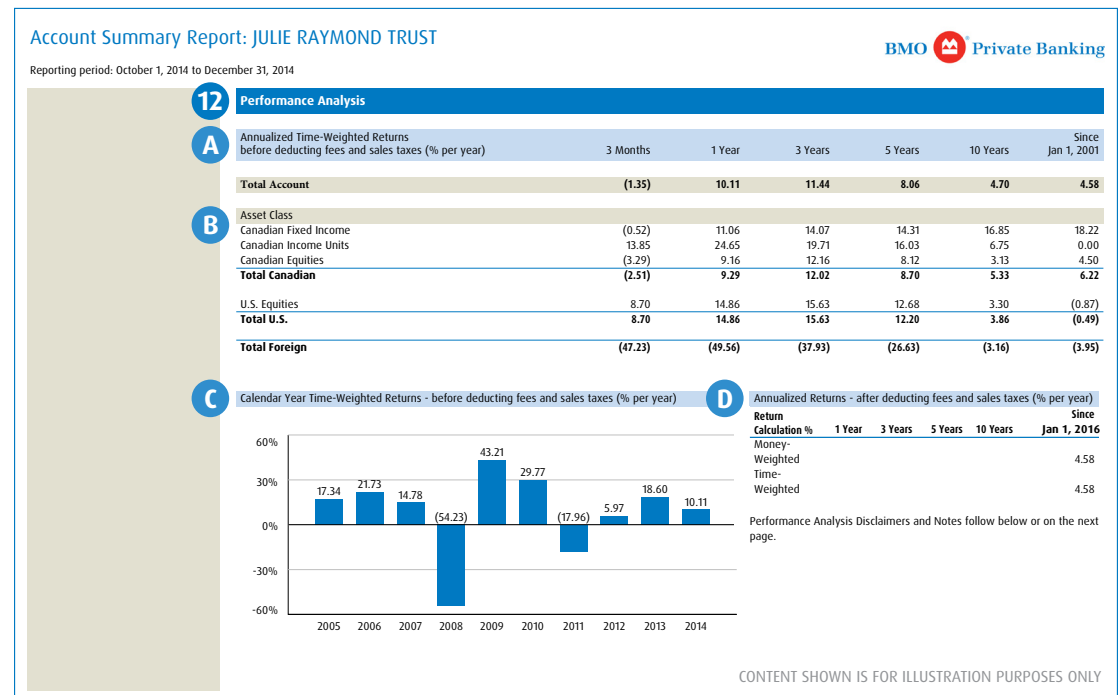 Account Summary Report: JULIE RAYMOND TRUST
BMO Private Banking
Reporting period: October 1, 2014 to December 31, 2014
12 Performance Analysis
A
Annualized Time-Weighted Returns Since
before deducting fees and sales taxes (% per year) 3 Months 1 Year 3 Years 5 Years 10 Years Jan 1, 2001
Total Account (1.35) 10.11 11.44 8.06 4.70 4.58
B
Asset Class
Canadian Fixed Income (0.52) 11.06 14.07 14.31 16.85 18.22
Canadian Income Units 13.85 24.65 19.71 16.03 6.75 0.00
Canadian Equities (3.29) 9.16 12.16 8.12 3.13 4.50
Total Canadian (2.51) 9.29 12.02 8.70 5.33 6.22
U.S. Equities 8.70 14.86 15.63 12.68 3.30 (0.87)
Total U.S. 8.70 14.86 15.63 12.20 3.86 (0.49)
Total Foreign (47.23) (49.56) (37.93) (26.63) (3.16) (3.95)
C Calendar Year Time-Weighted Returns - before deducting fees and sales taxes (% per year)
60%
30%
0%
-30%
-60%
17.34 21.73 14.78 (54.23) 43.21 29.77 (17.96) 5.97 18.60 10.11
2005 2006 2007 2008 2009 2010 2011 2012 2013 2014
D Annualized Returns - after deducting fees and sales taxes (% per year)
Return Since
Calculation % 1 Year 3 Years 5 Years 10 Years Jan 1, 2016
Money-
Weighted 4.58
Time-
Weighted 4.58
Performance Analysis Disclaimers and Notes follow below or on the next
page.
CONTENT SHOWN IS FOR ILLUSTRATION PURPOSES ONLY